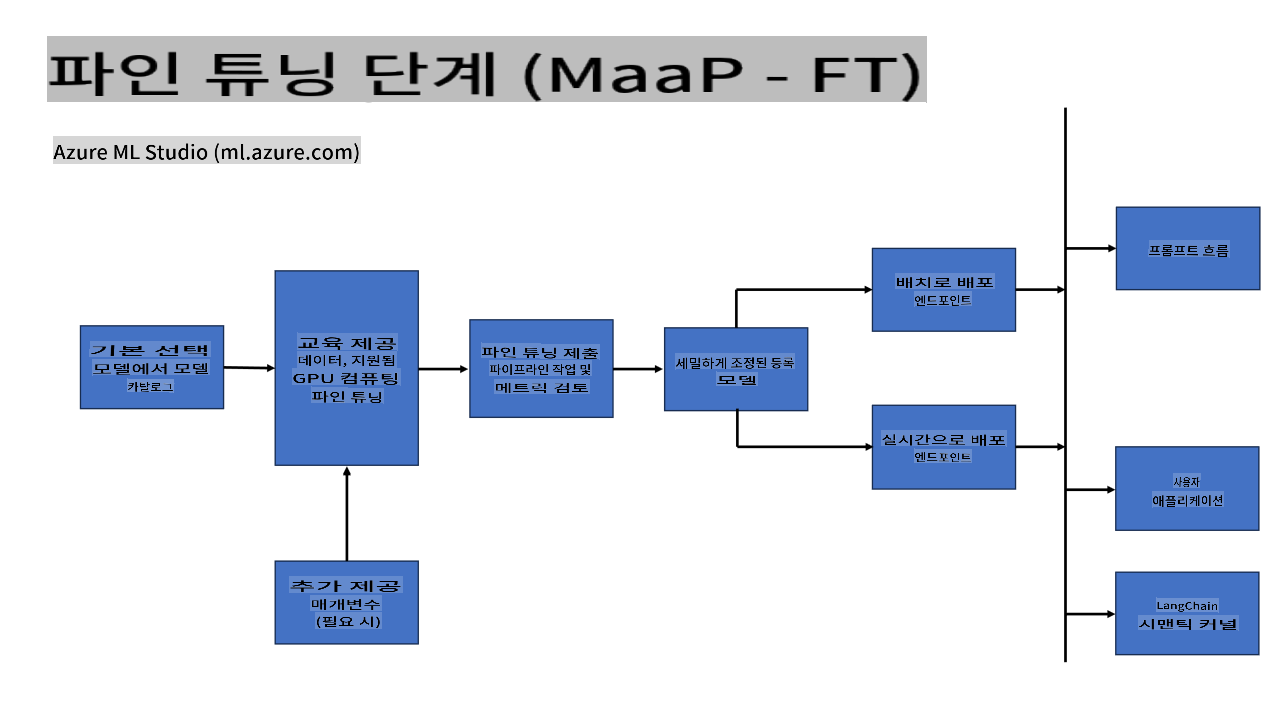 파인 튜닝 단계 (MaaP - FT)
Azure ML Studio (ml.azure.com)
기본 선택
모델에서 모델
카탈로그
교육 제공
데이터, 지원됨
GPU 컴퓨팅
파인 튜닝
추가 제공
매개변수
(필요 시)
파인 튜닝 제출
파이프라인 작업 및
메트릭 검토
세밀하게 조정된 등록
모델
배치로 배포
엔드포인트
실시간으로 배포
엔드포인트
프롬프트 흐름
사용자
애플리케이션
LangChain
시맨틱 커널